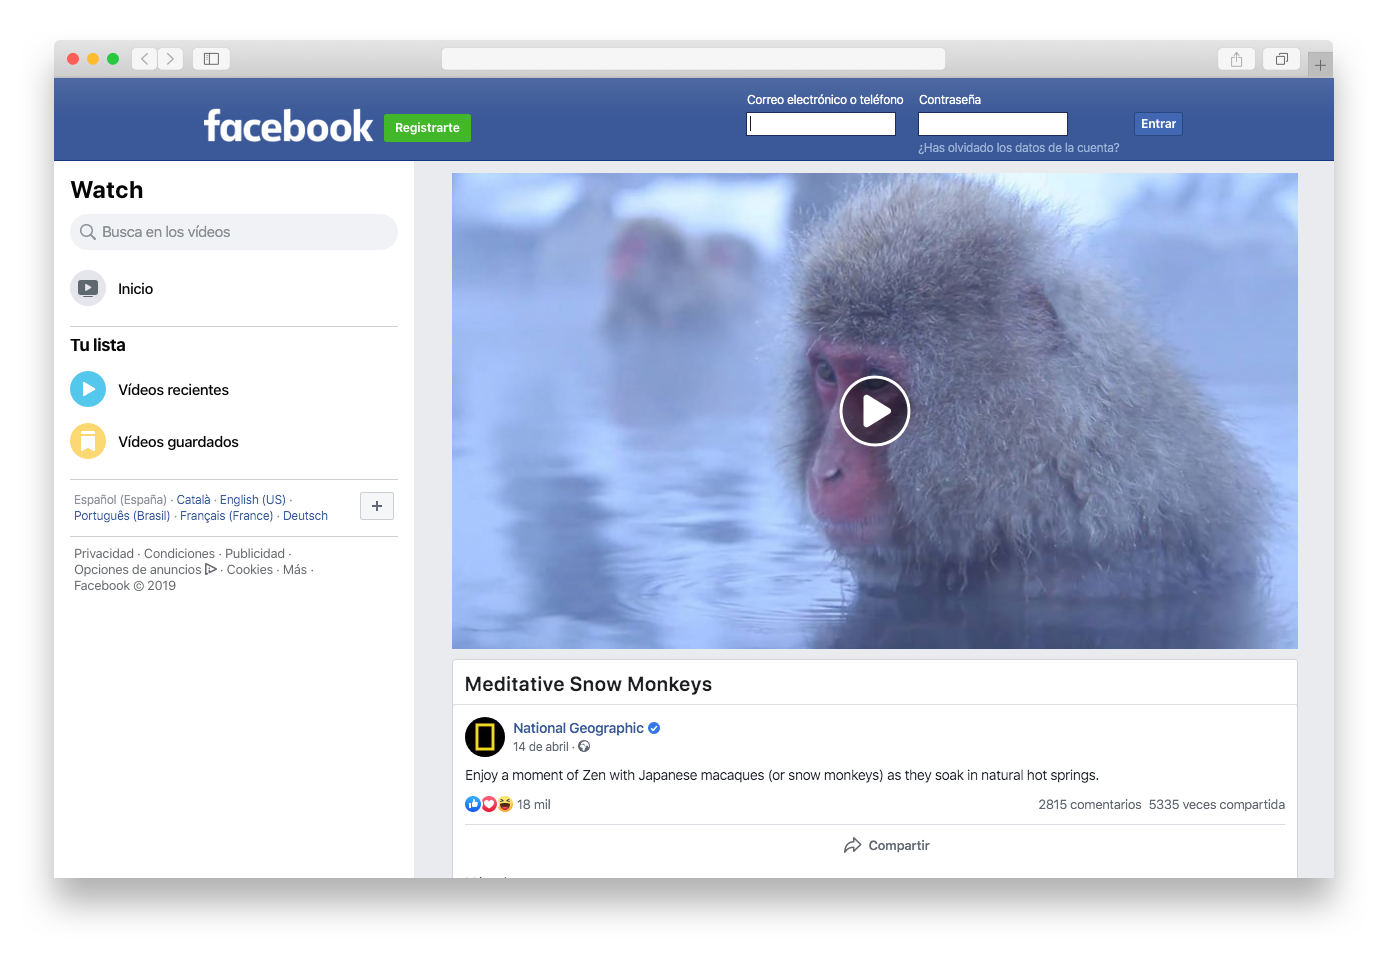 facebook
Registrarte
Correo electrónico o teléfono
Contraseña
Entrar
¿Has olvidado los datos de la cuenta?
Watch
Busca en los vídeos
Inicio
Tu lista
Vídeos recientes
Vídeos guardados
Español (España) · Català · English (US) ·
Português (Brasil) · Français (France) · Deutsch
Privacidad · Condiciones · Publicidad ·
Opciones de anuncios · Cookies · Más ·
Facebook © 2019
Meditative Snow Monkeys
National Geographic
14 de abril ·
Enjoy a moment of Zen with Japanese macaques (or snow monkeys) as they soak in natural hot springs.
18 mil
2815 comentarios 5335 veces compartida
Compartir